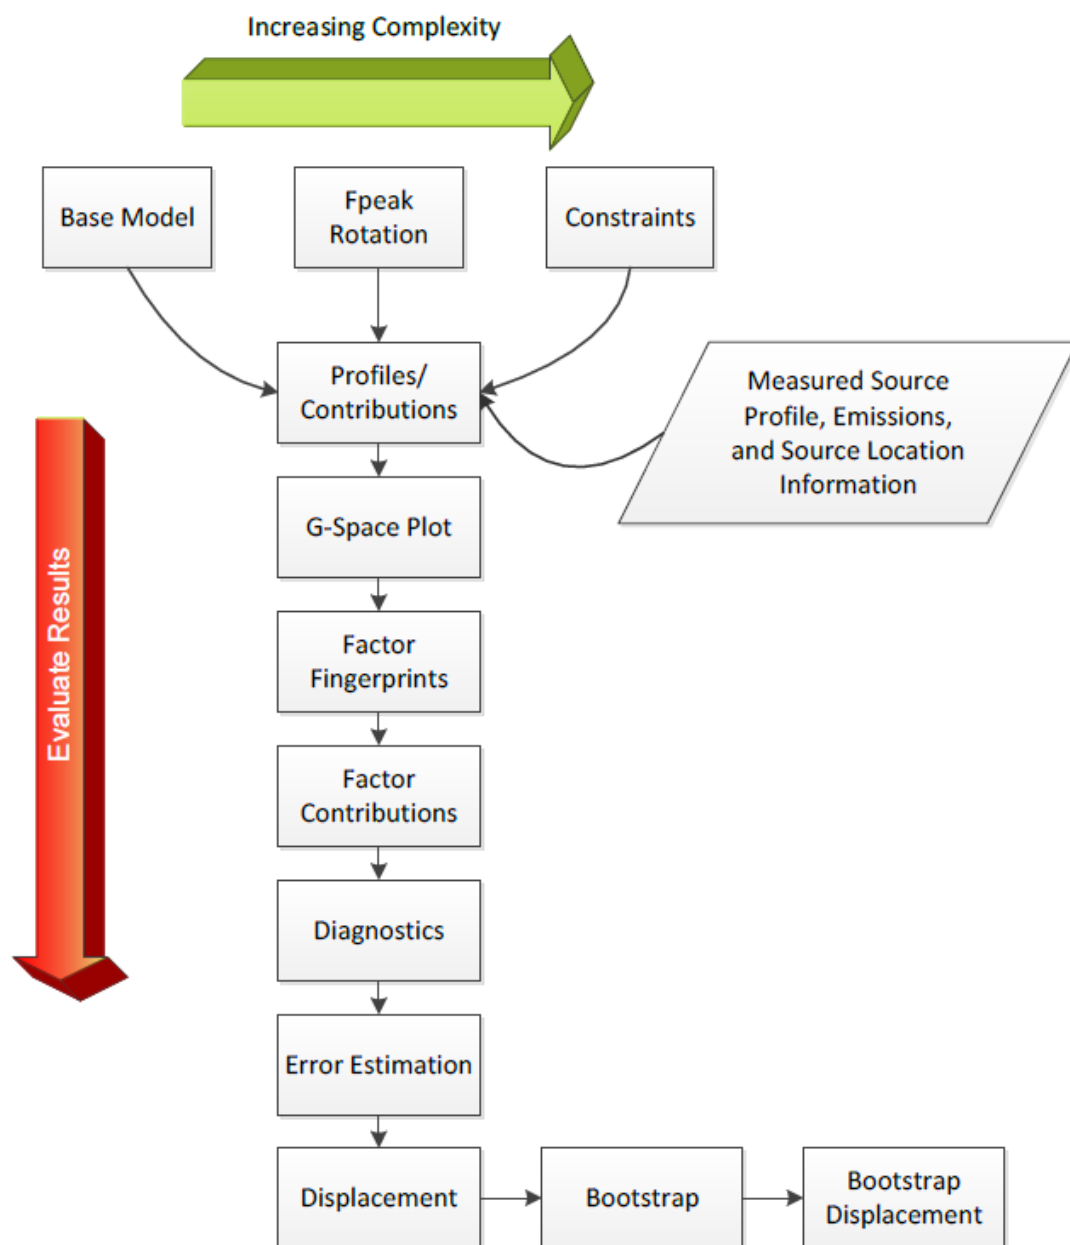 Increasing Complexity
Base Model
Fpeak
Rotation
Constraints
Profiles/
Contributions
Measured Source
Profile, Emissions,
and Source Location
Information
G-Space Plot
Evaluate Results
Factor
Fingerprints
Factor
Contributions
Diagnostics
Error Estimation
Displacement
Bootstrap
Bootstrap
Displacement